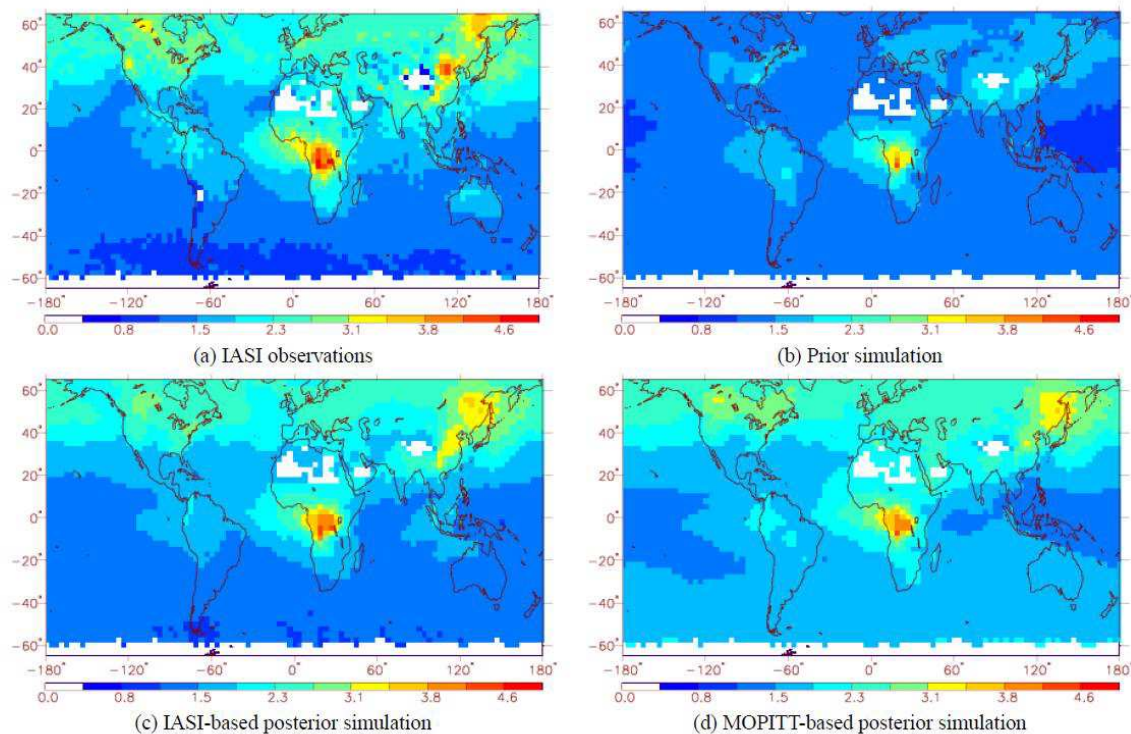 60° 60°
40° 40°
20° 20°
0° 0°
-20° -20°
-40° -40°
-60° -60°
-180° -120° -60° 0° 60° 120° 180° -180° -120° -60° 0° 60° 120° 180°
0.0 0.8 1.5 2.3 3.1 3.8 4.6 0.0 0.8 1.5 2.3 3.1 3.8 4.6
(a) IASI observations (b) Prior simulation
60° 60°
40° 40°
20° 20°
0° 0°
-20° -20°
-40° -40°
-60° -60°
-180° -120° -60° 0° 60° 120° 180° -180° -120° -60° 0° 60° 120° 180°
0.0 0.8 1.5 2.3 3.1 3.8 4.6 0.0 0.8 1.5 2.3 3.1 3.8 4.6
(c) IASI-based posterior simulation (d) MOPITT-based posterior simulation